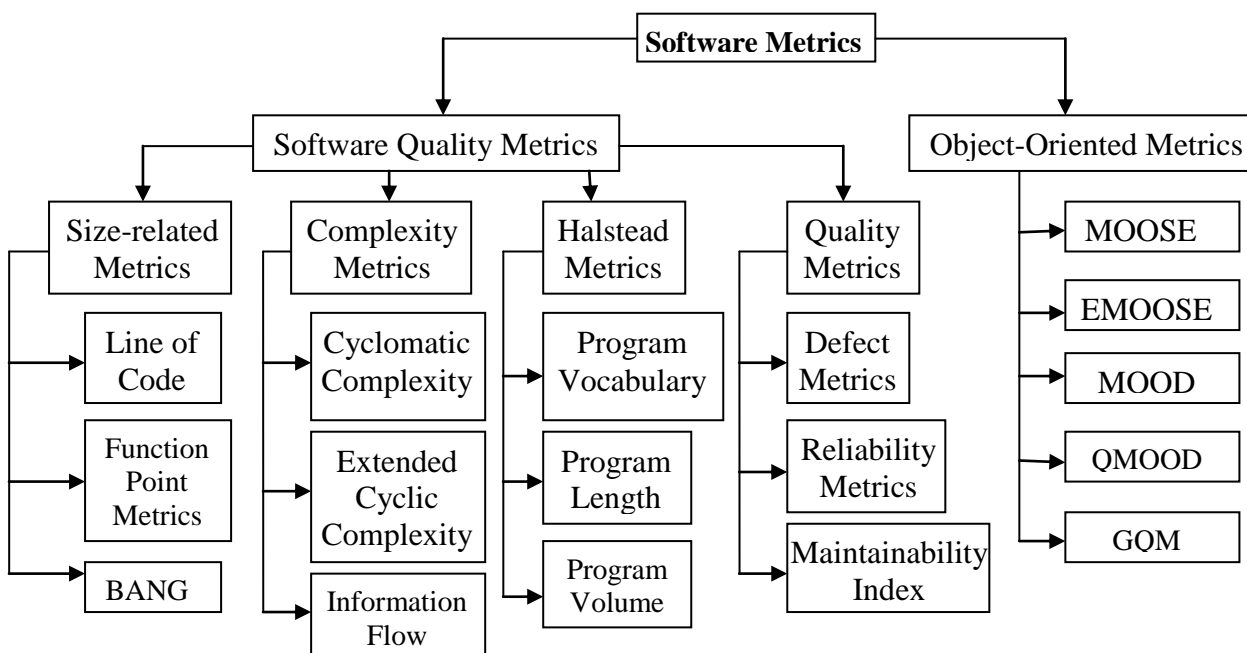 Software Metrics
Software Quality Metrics
Object-Oriented Metrics
Size-related
Metrics
Line of
Code
Function
Point
Metrics
BANG
Complexity
Metrics
Cyclomatic
Complexity
Extended
Cyclic
Complexity
Information
Flow
Halstead
Metrics
Program
Vocabulary
Program
Length
Program
Volume
Quality
Metrics
Defect
Metrics
Reliability
Metrics
Maintainability
Index
MOOSE
EMOOSE
MOOD
QMOOD
GQM